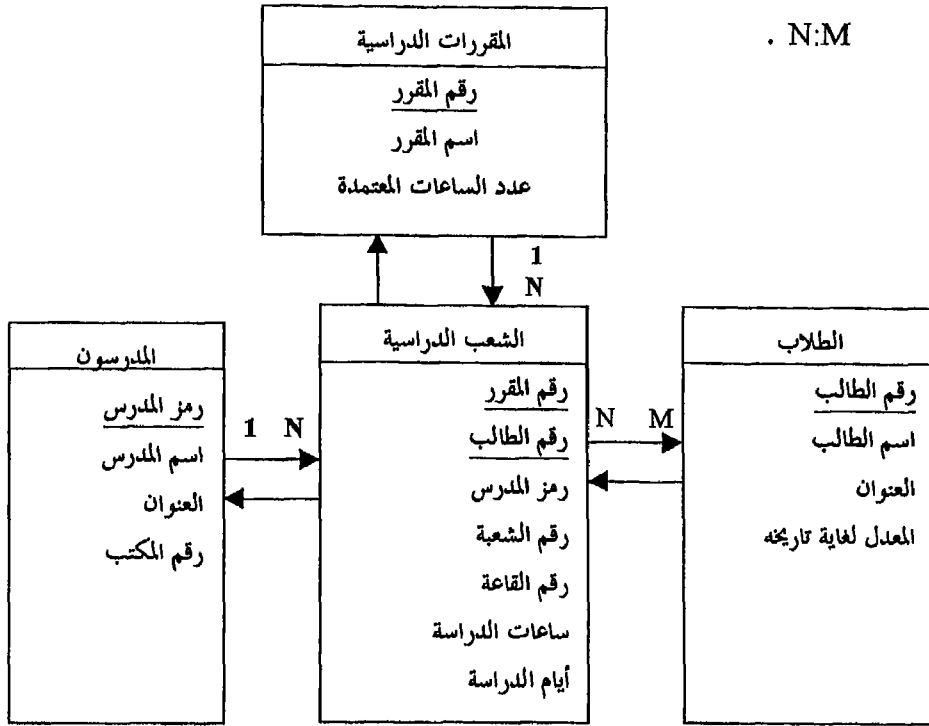 . N:M
المقررات الدراسية
رقم المقرر
اسم المقرر
عدد الساعات المعتمدة
1
N
الطلاب
رقم الطالب
اسم الطالب
العنوان
المعدل لغاية تاريخه
N M
الشعب الدراسية
رقم المقرر
رقم الطالب
رمز المدرس
رقم الشعبة
رقم القاعة
ساعات الدراسة
أيام الدراسة
1 N
المدرسون
رمز المدرس
اسم المدرس
العنوان
رقم المكتب